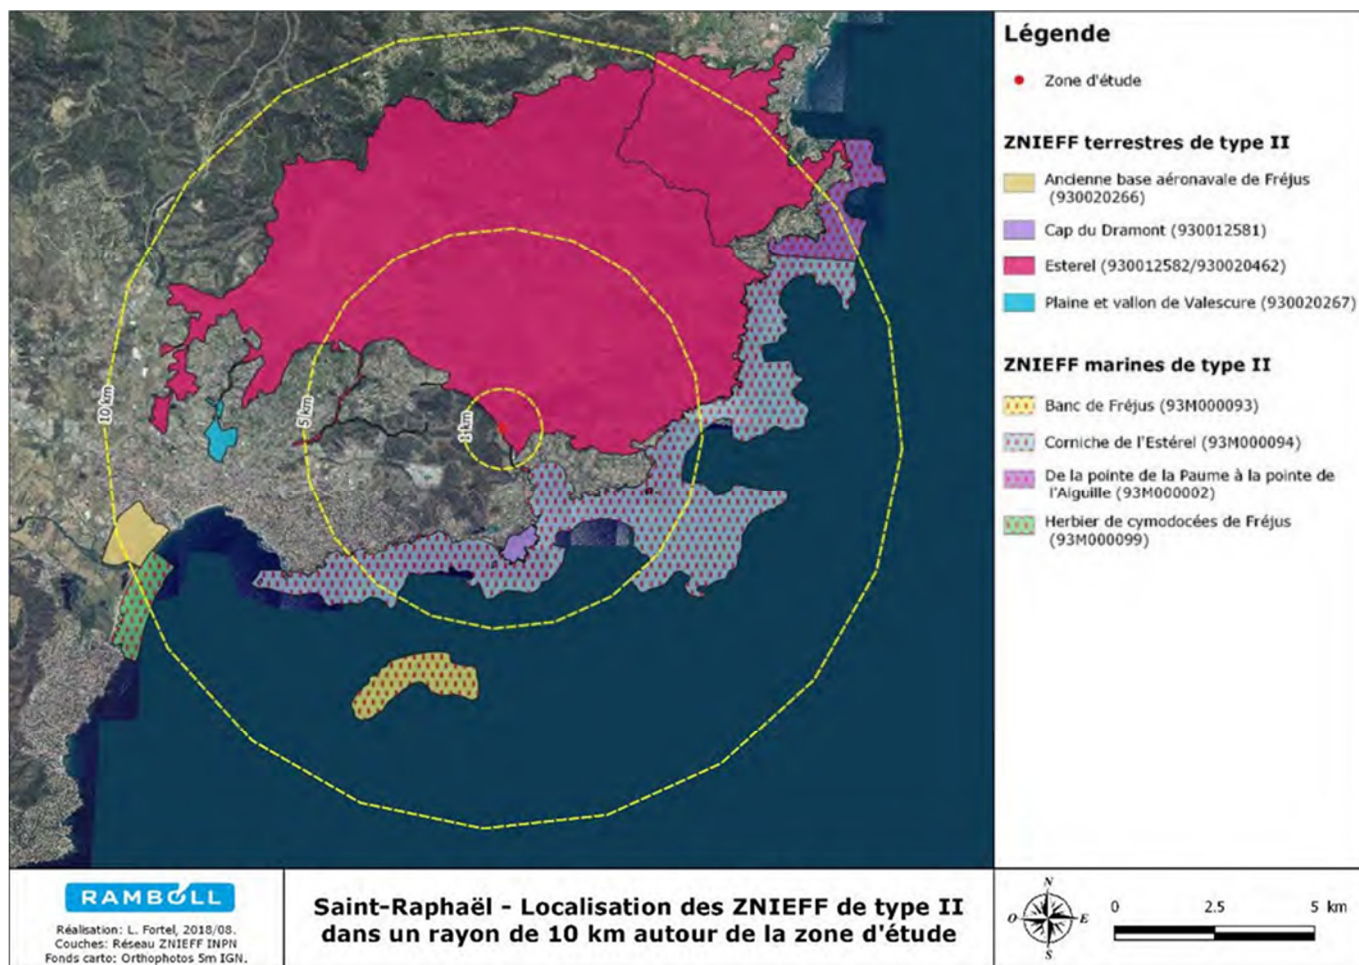 10 km
5 km
1 km
Légende
Zone d'étude
ZNIEFF terrestres de type II
Ancienne base aéronavale de Fréjus
(930020266)
Cap du Dramont (930012581)
Esterel (930012582/930020462)
Plaine et vallon de Valescure (930020267)
ZNIEFF marines de type II
Banc de Fréjus (93M000093)
Corniche de l'Estérel (93M000094)
De la pointe de la Paume à la pointe de
l'Aiguille (93M000002)
Herbier de cymodocées de Fréjus
(93M000099)
RAMBOLL
Réalisation: L. Fortel, 2018/08.
Couches: Réseau ZNIEFF INPN
Fonds carto: Orthophotos 5m IGN.
Saint-Raphaël - Localisation des ZNIEFF de type II
dans un rayon de 10 km autour de la zone d'étude
N
O
E
S
0 2.5 5 km